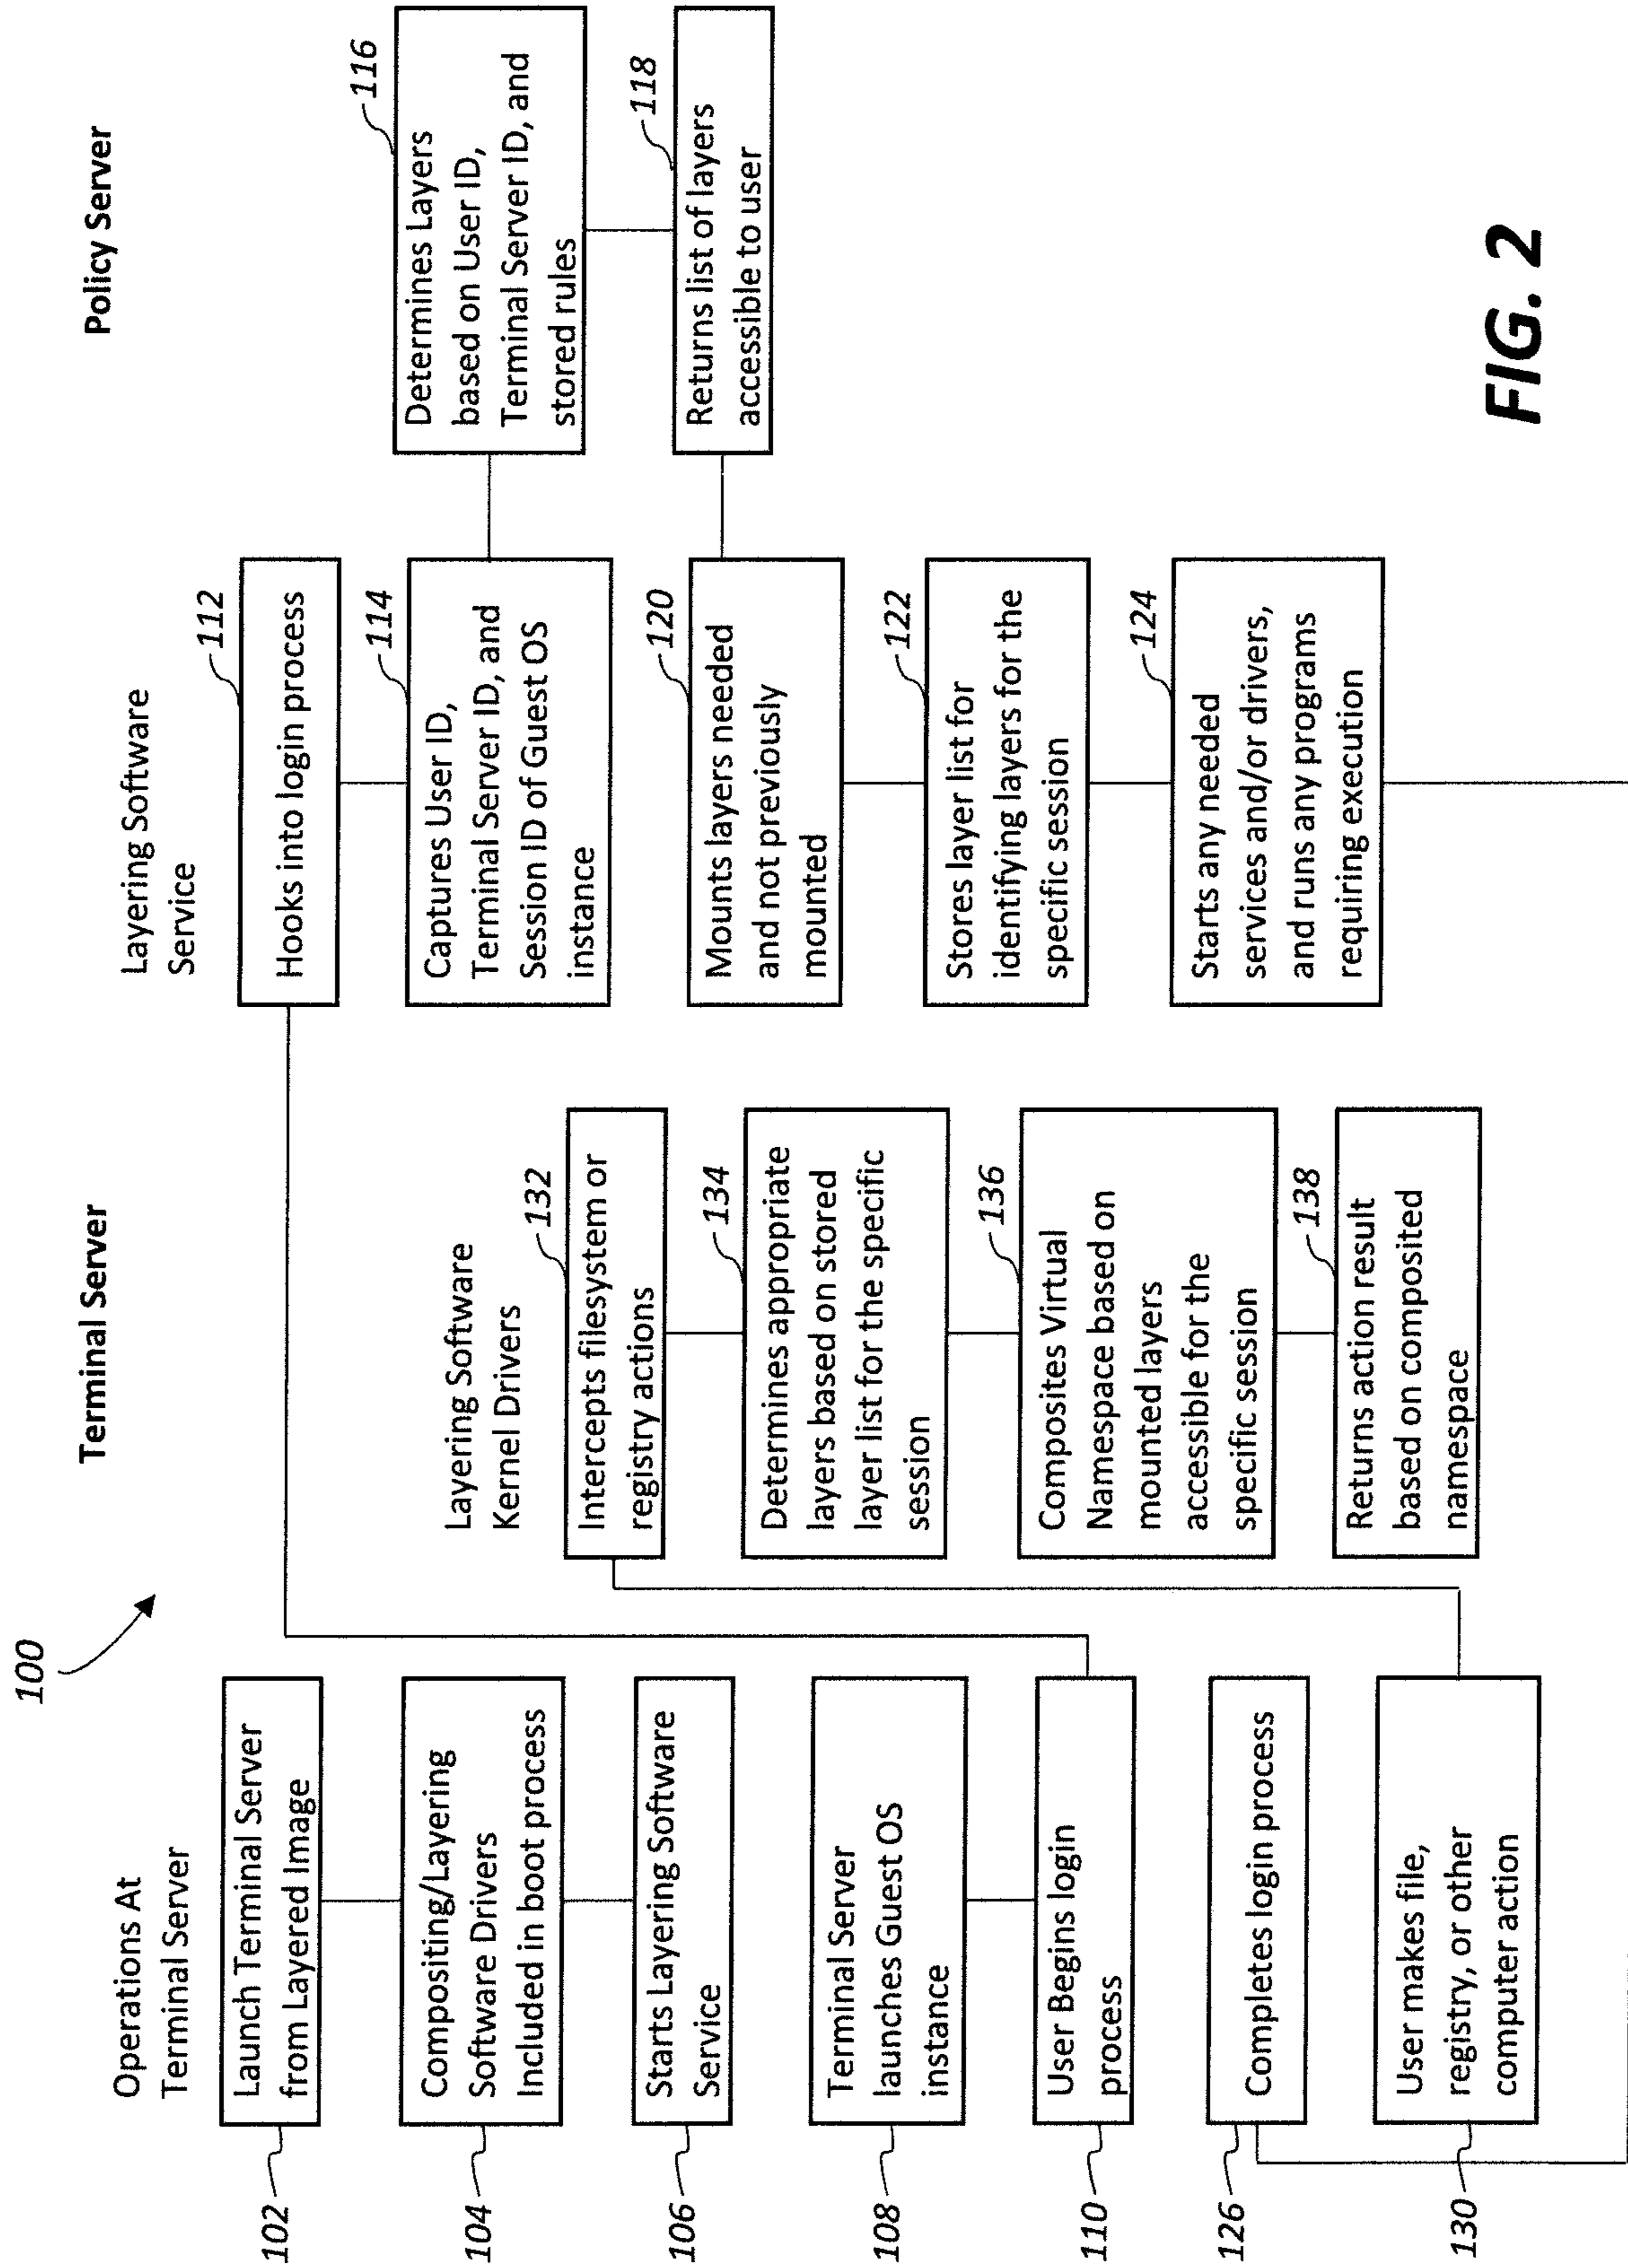 100
Terminal Server
Policy Server
Operations At
Terminal Server
102
Launch Terminal Server
from Layered Image
104
Compositing/Layering
Software Drivers
Included in boot process
106
Starts Layering Software
Service
108
Terminal Server
launches Guest OS
instance
110
User Begins login
process
126
Completes login process
130
User makes file,
registry, or other
computer action
Layering Software
Kernel Drivers
132
Intercepts filesystem or
registry actions
134
Determines appropriate
layers based on stored
layer list for the specific
session
136
Composites Virtual
Namespace based on
mounted layers
accessible for the
specific session
138
Returns action result
based on composited
namespace
Layering Software
Service
112
Hooks into login process
114
Captures User ID,
Terminal Server ID, and
Session ID of Guest OS
instance
120
Mounts layers needed
and not previously
mounted
122
Stores layer list for
identifying layers for the
specific session
124
Starts any needed
services and/or drivers,
and runs any programs
requiring execution
116
Determines Layers
based on User ID,
Terminal Server ID, and
stored rules
118
Returns list of layers
accessible to user
FIG. 2